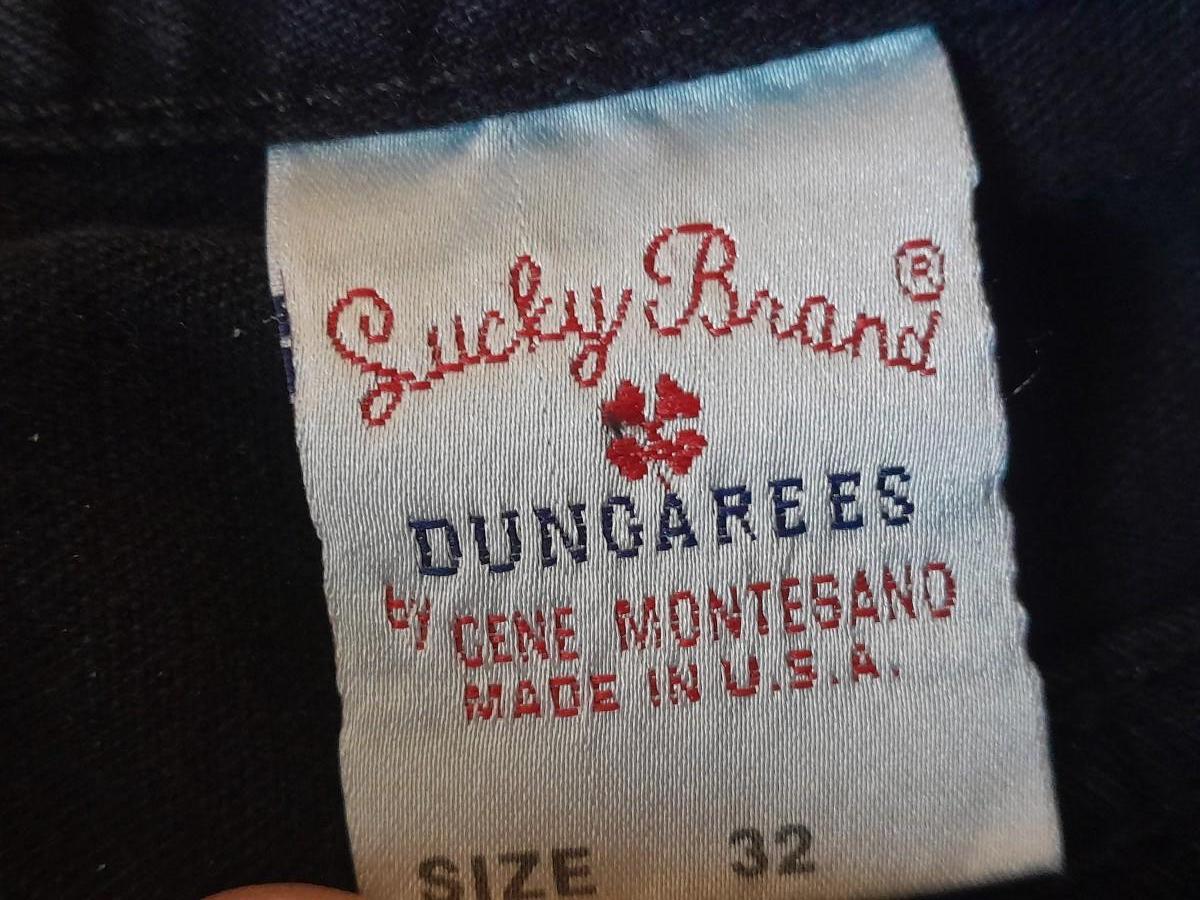 Lucky Brand®
DUNGAREES
by GENE MONTESANO
MADE IN U.S.A.
SIZE 32